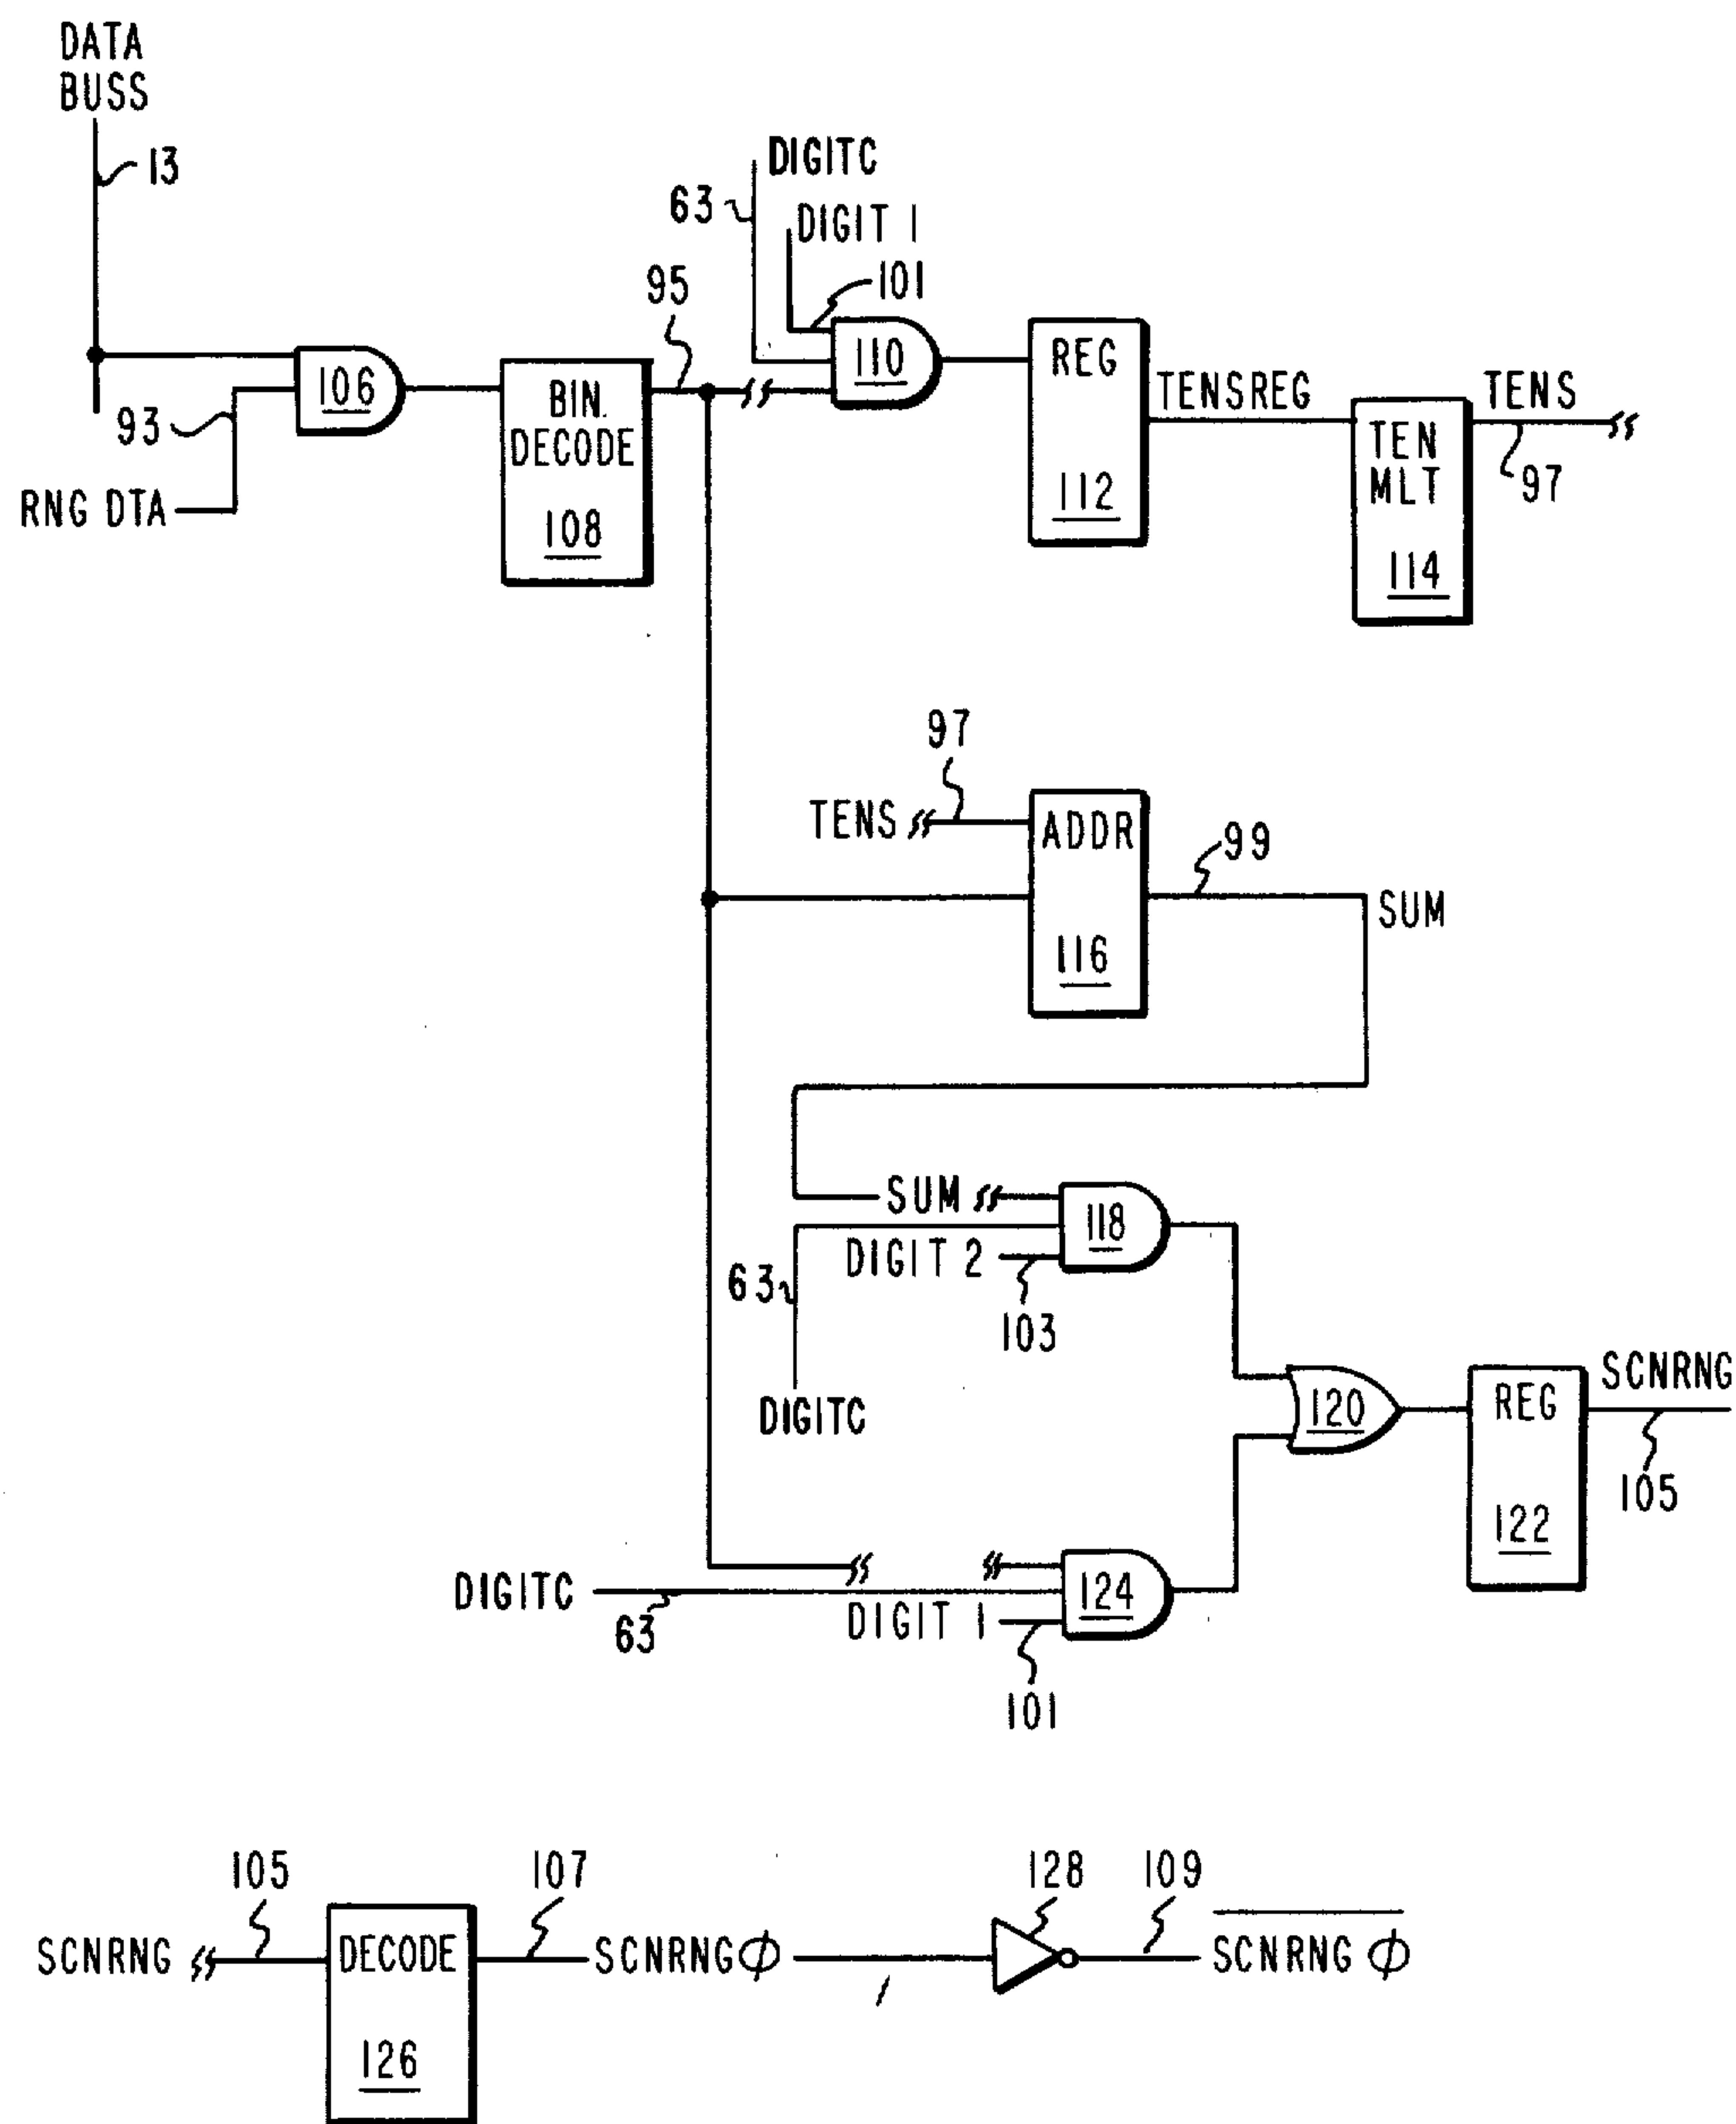 DATA
BUSS
13
DIGITC
63
DIGIT 1
101
95
110
REG
112
TENSREG
TENS
97
TEN
MLT
114
106
93
RNG DTA
BIN.
DECODE
108
97
TENS
ADDR
116
99
SUM
SUM
118
DIGIT 2
63
103
DIGITC
120
REG
122
SCNRNG
105
DIGITC
63
DIGIT 1
124
101
105
SCNRNG
DECODE
126
107
SCNRNGϕ
128
109
SCNRNG ϕ